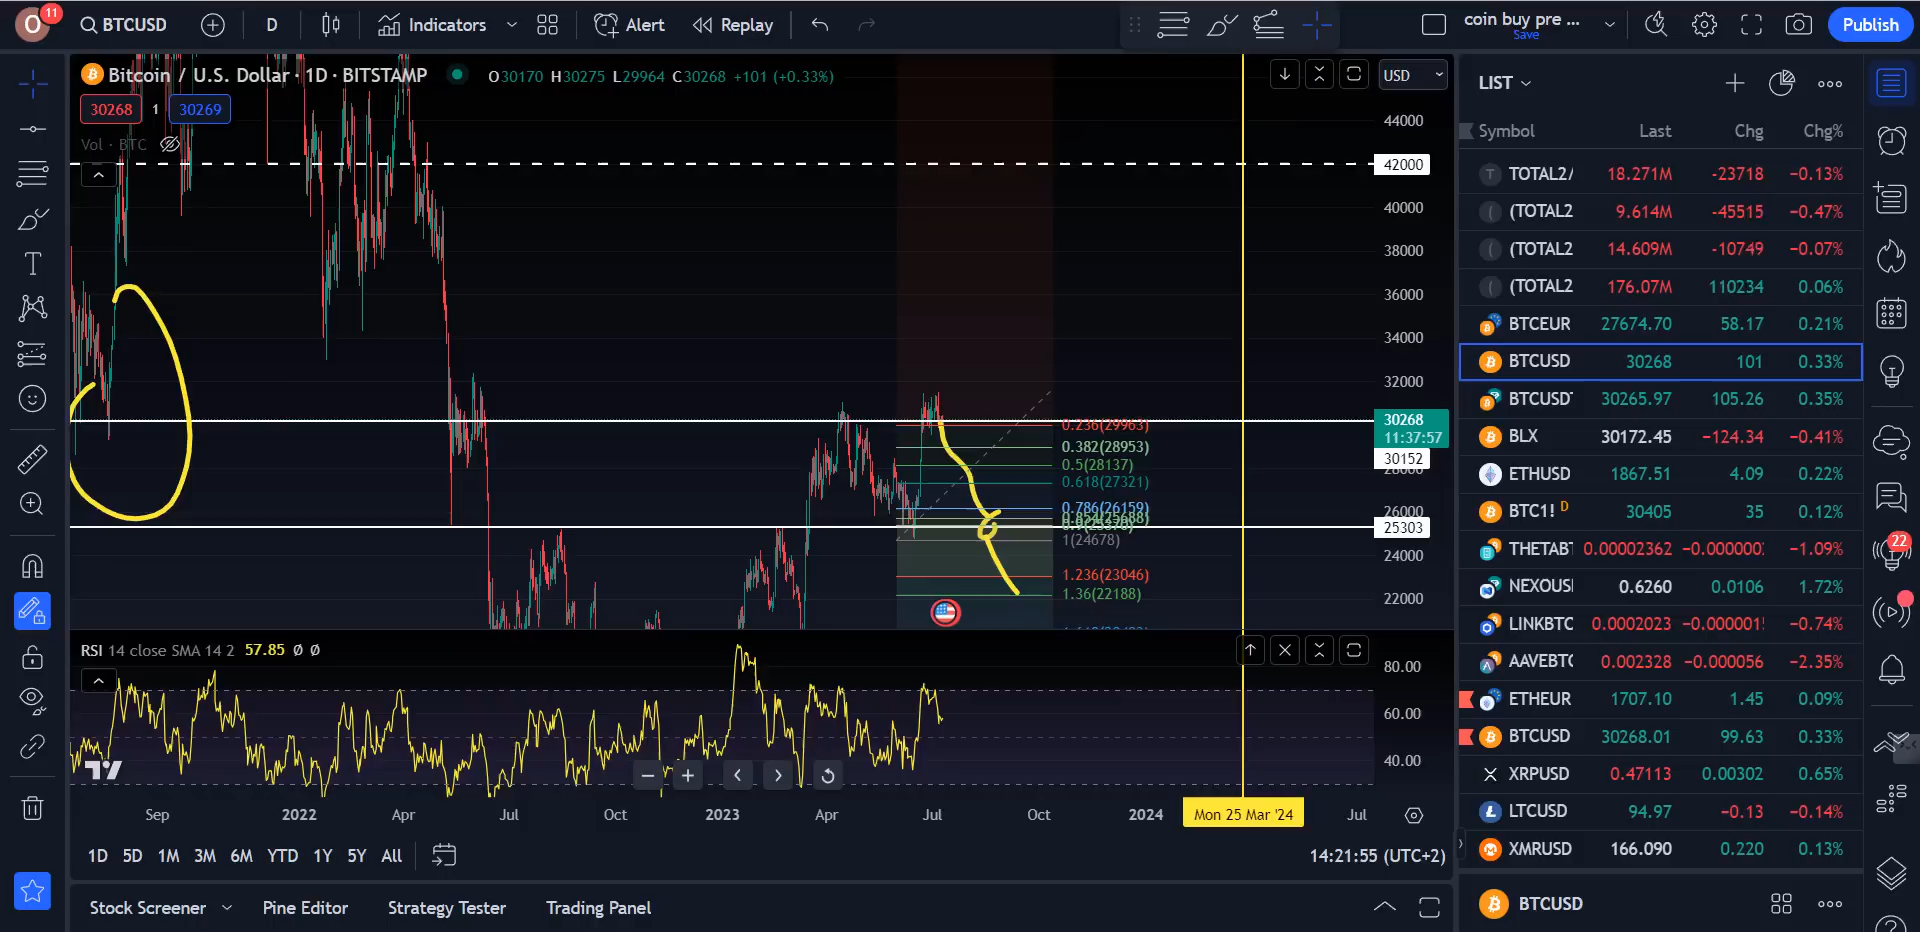 O 11 BTCUSD D Indicators Alert Replay coin buy pre ... Save Publish
Bitcoin / U.S. Dollar · 1D · BITSTAMP O30170 H30275 L29964 C30268 +101 (+0.33%) USD
30268 1 30269
Vol · BTC
44000
42000
40000
38000
36000
34000
32000
30268
11:37:57
30152
28000
26000
25303
24000
22000
0.236(29963)
0.382(28953)
0.5(28137)
0.618(27321)
0.786(26159)
1(24678)
1.236(23046)
1.36(22188)
RSI 14 close SMA 14 2 57.85 Ø Ø
80.00
60.00
40.00
Sep 2022 Apr Jul Oct 2023 Apr Jul Oct 2024 Mon 25 Mar '24 Jul
1D 5D 1M 3M 6M YTD 1Y 5Y All 14:21:55 (UTC+2)
Stock Screener Pine Editor Strategy Tester Trading Panel
LIST
Symbol Last Chg Chg%
TOTAL2/ 18.271M -23718 −0.13%
(TOTAL2 9.614M -45515 −0.47%
(TOTAL2 14.609M -10749 −0.07%
(TOTAL2 176.07M 110234 0.06%
BTCEUR 27674.70 58.17 0.21%
BTCUSD 30268 101 0.33%
BTCUSDT 30265.97 105.26 0.35%
BLX 30172.45 −124.34 −0.41%
ETHUSD 1867.51 4.09 0.22%
BTC1! D 30405 35 0.12%
THETABT 0.00002362 −0.000000 −1.09%
NEXOUS 0.6260 0.0106 1.72%
LINKBTC 0.0002023 −0.000001 −0.74%
AAVEBTC 0.002328 −0.000056 −2.35%
ETHEUR 1707.10 1.45 0.09%
BTCUSD 30268.01 99.63 0.33%
XRPUSD 0.47113 0.00302 0.65%
LTCUSD 94.97 −0.13 −0.14%
XMRUSD 166.090 0.220 0.13%
BTCUSD
22